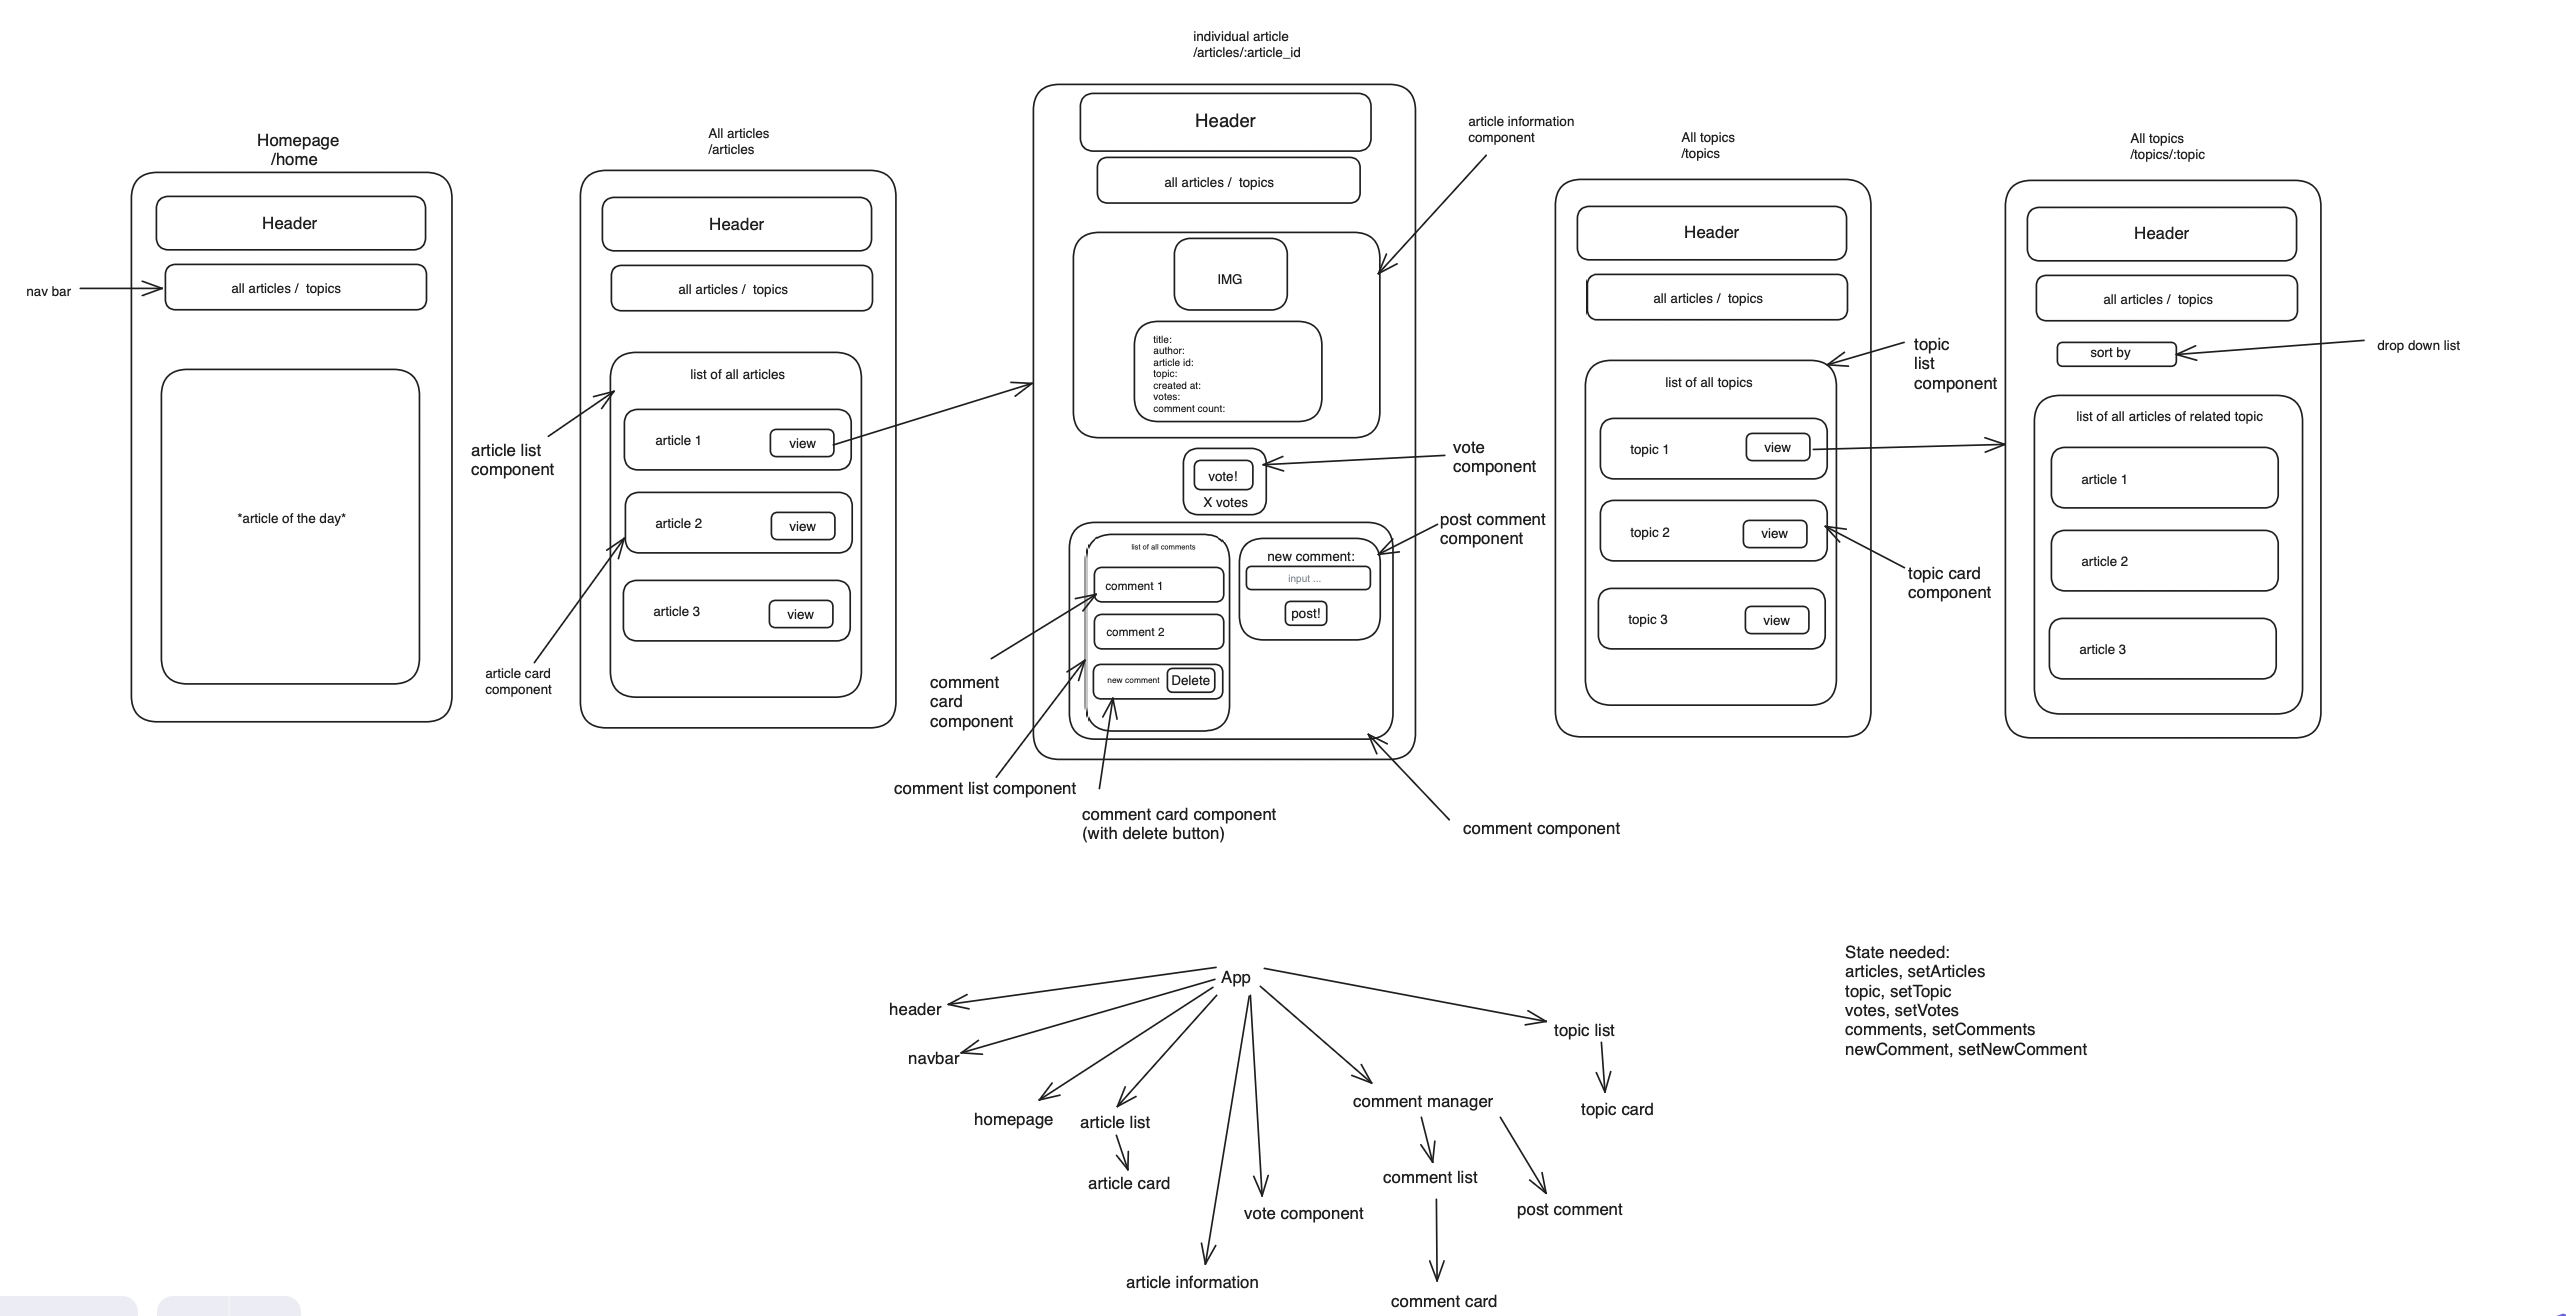 individual article
/articles/:article_id
Homepage
/home
Header
nav bar
all articles /  topics
*article of the day*
All articles
/articles
Header
all articles /  topics
list of all articles
article 1
view
article 2
view
article 3
view
article list
component
article card
component
Header
all articles /  topics
IMG
title:
author:
article id:
topic:
created at:
votes:
comment count:
vote!
X votes
list of all comments
comment 1
comment 2
new comment
Delete
new comment:
input ...
post!
article information
component
vote
component
post comment
component
comment
card
component
comment list component
comment card component
(with delete button)
comment component
All topics
/topics
Header
all articles /  topics
list of all topics
topic 1
view
topic 2
view
topic 3
view
topic
list
component
topic card
component
All topics
/topics/:topic
Header
all articles /  topics
sort by
drop down list
list of all articles of related topic
article 1
article 2
article 3
App
header
navbar
homepage
article list
article card
article information
vote component
comment manager
comment list
comment card
post comment
topic list
topic card
State needed:
articles, setArticles
topic, setTopic
votes, setVotes
comments, setComments
newComment, setNewComment